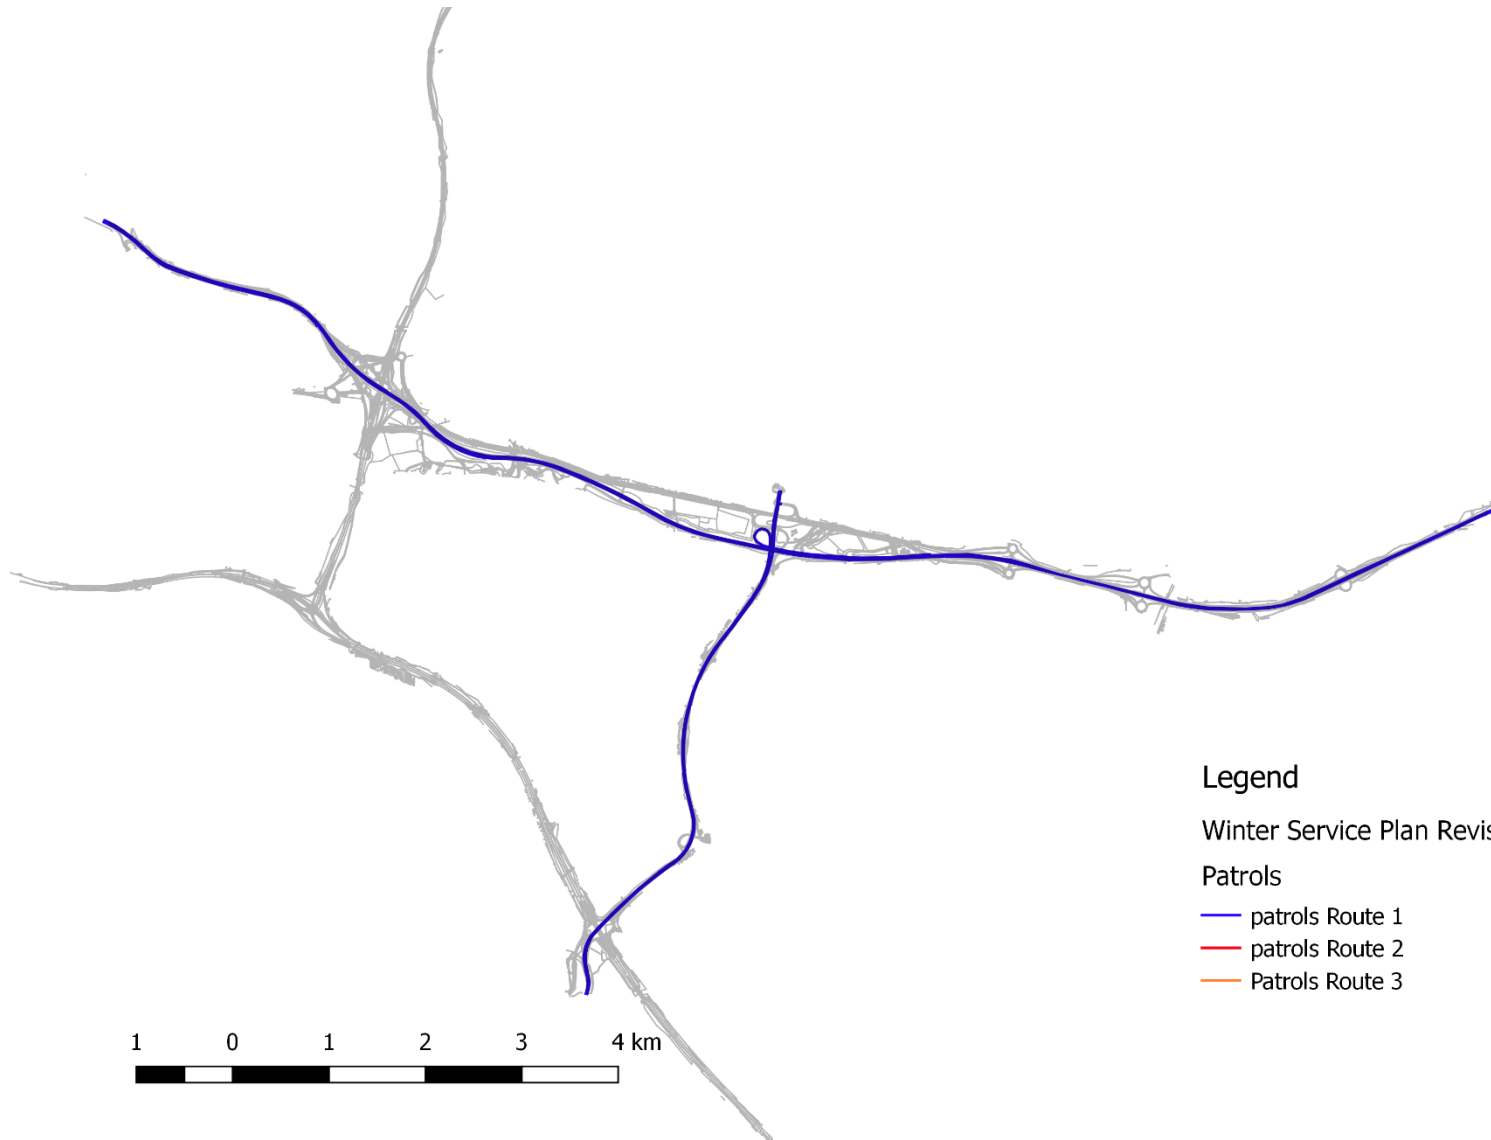 Legend
Winter Service Plan Revis
Patrols
patrols Route 1
patrols Route 2
Patrols Route 3
1 0 1 2 3 4 km